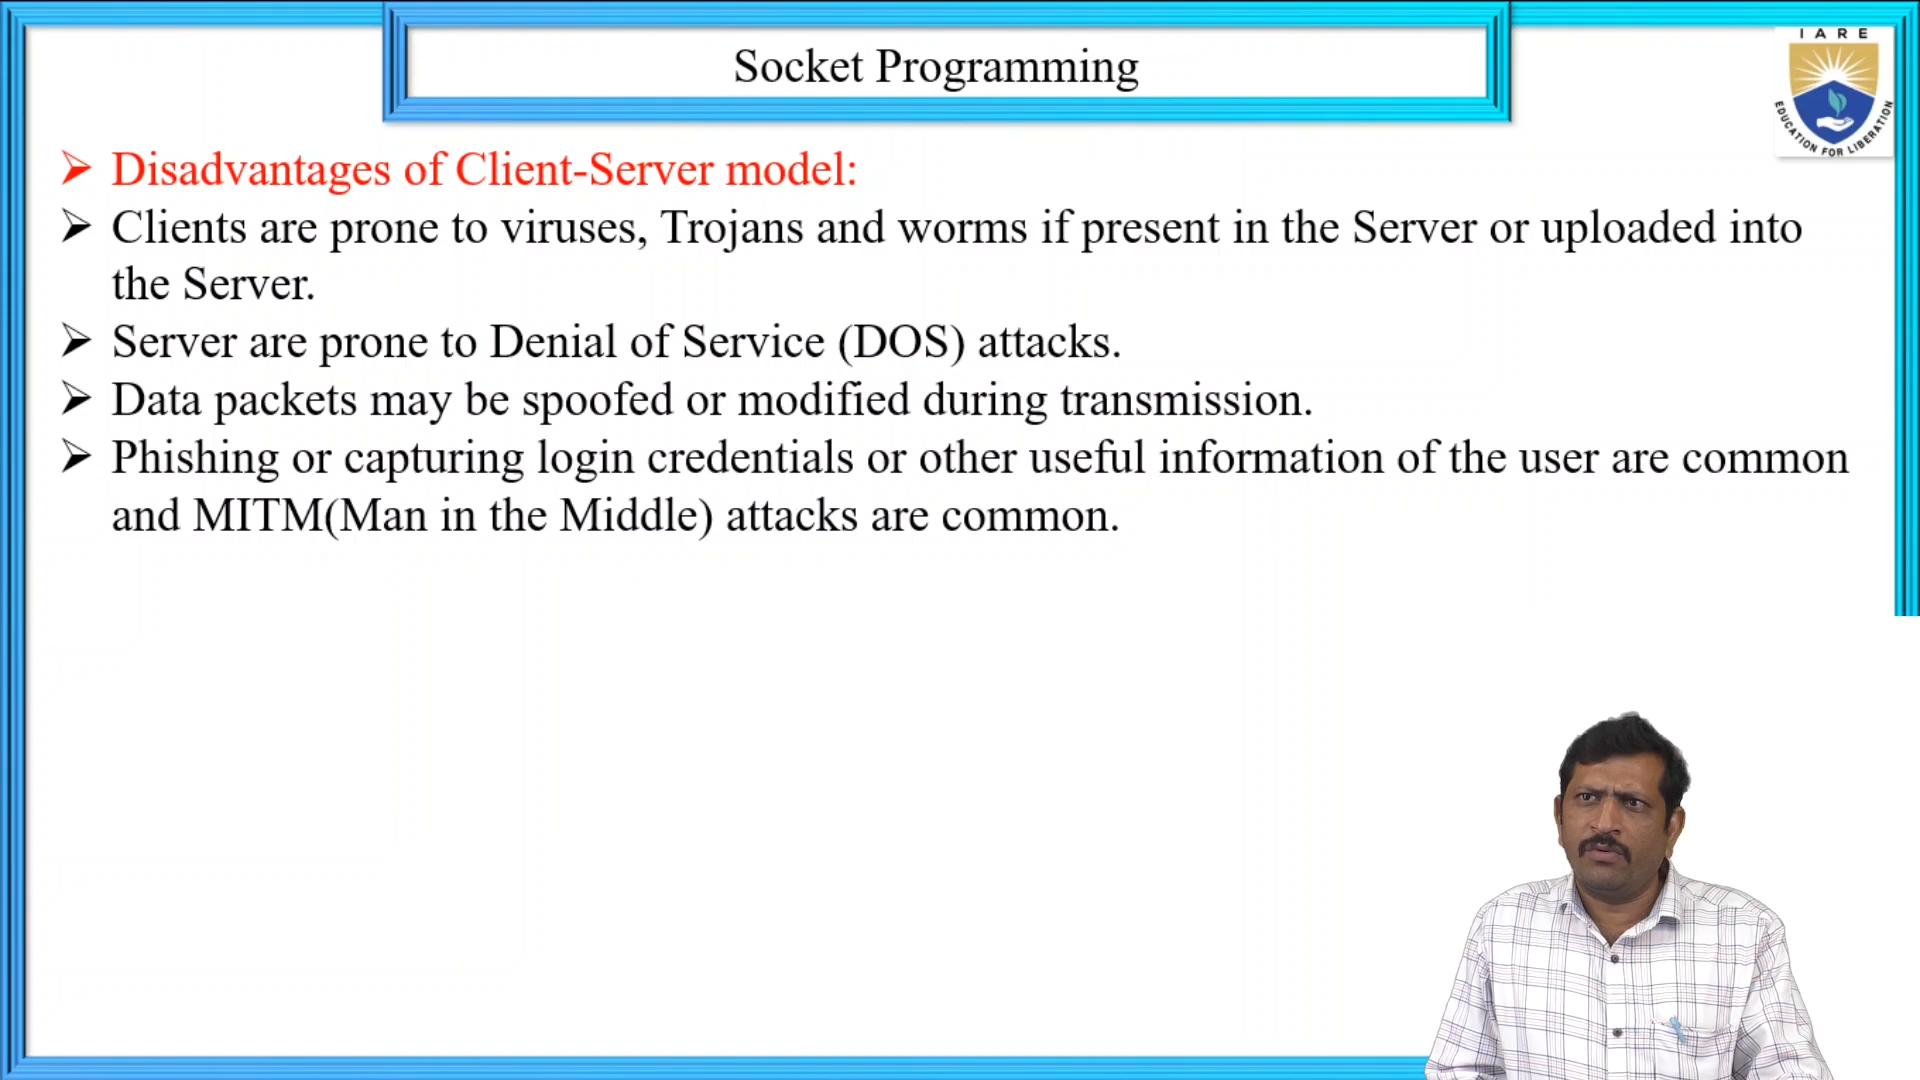 Socket Programming
I A R E
EDUCATION FOR LIBERATION
Disadvantages of Client-Server model:
Clients are prone to viruses, Trojans and worms if present in the Server or uploaded into
the Server.
Server are prone to Denial of Service (DOS) attacks.
Data packets may be spoofed or modified during transmission.
Phishing or capturing login credentials or other useful information of the user are common
and MITM(Man in the Middle) attacks are common.